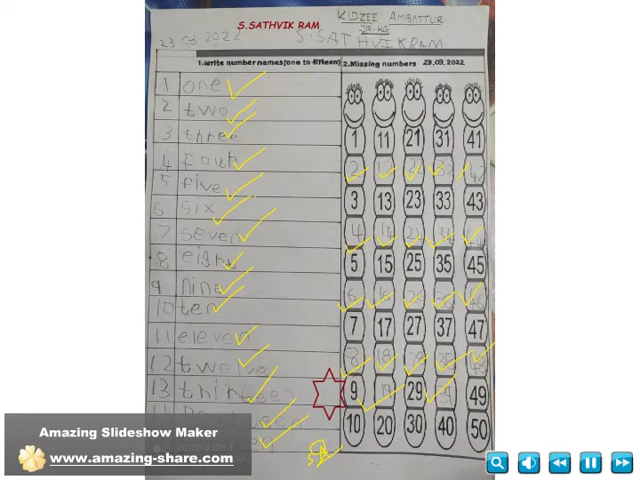 S.SATHVIK RAM
KIDZEE AMBATTUR
JR.KG
23.03.2022 S.SATHVIKRAM
1.Write number names(one to fifteen) 2.Missing numbers 23.03.2022
1 one
2 two
3 three
4 four
5 five
6 six
7 seven
8 eight
9 nine
10 ten
11 eleven
12 twelve
13 thirteen
1 11 21 31 41
3 13 23 33 43
5 15 25 35 45
7 17 27 37 47
8 18
9 19 29 49
10 20 30 40 50
Amazing Slideshow Maker
www.amazing-share.com